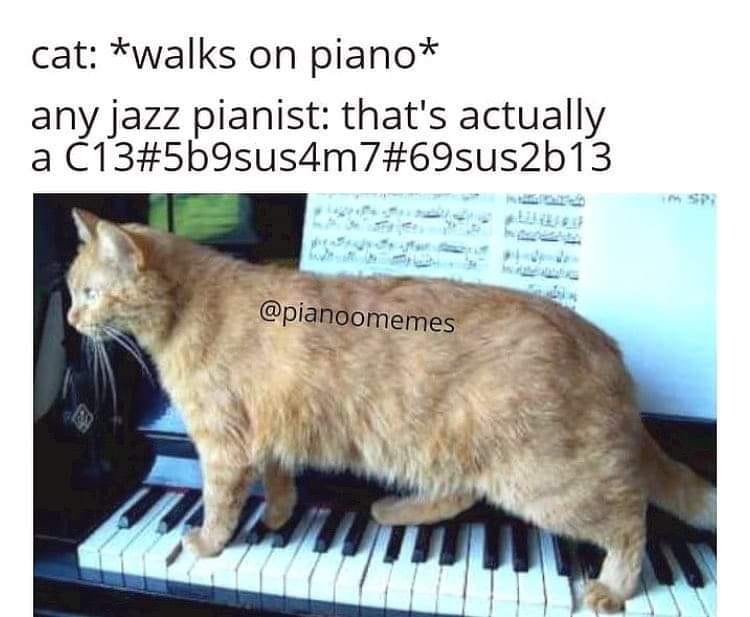 cat: *walks on piano*
any jazz pianist: that's actually
a C13#5b9sus4m7#69sus2b13
@pianoomemes